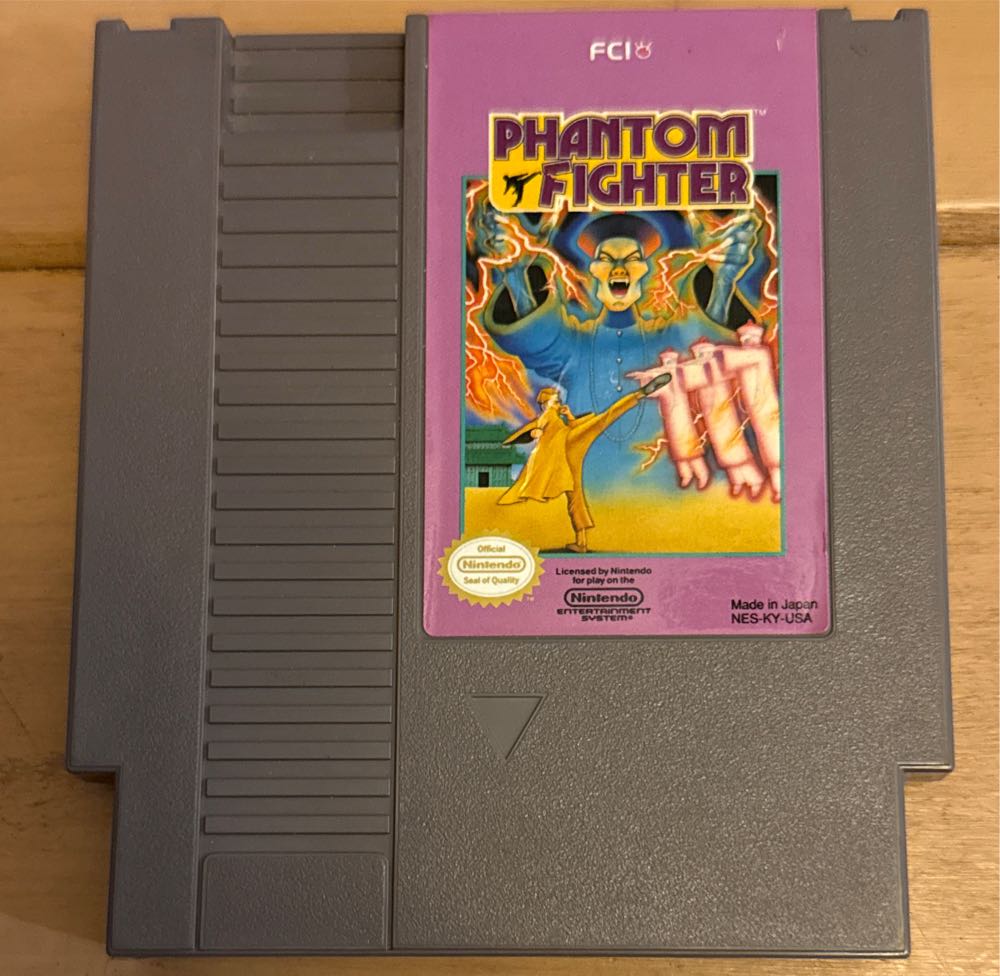 FCI
PHANTOM
FIGHTER
TM
Official
Nintendo
Seal of Quality
TM
Licensed by Nintendo
for play on the
Nintendo
ENTERTAINMENT
SYSTEM®
Made in Japan
NES-KY-USA